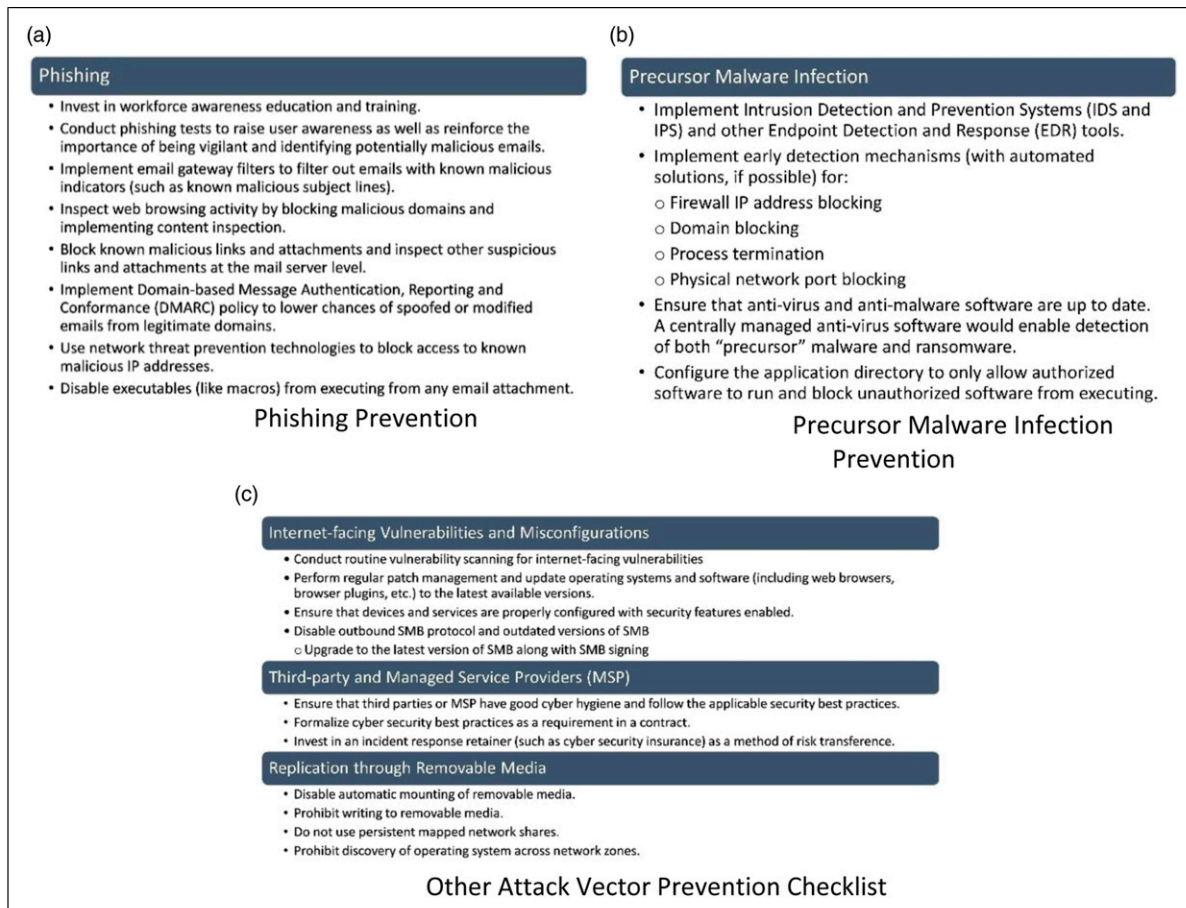 (a)
Phishing
• Invest in workforce awareness education and training.
• Conduct phishing tests to raise user awareness as well as reinforce the
importance of being vigilant and identifying potentially malicious emails.
• Implement email gateway filters to filter out emails with known malicious
indicators (such as known malicious subject lines).
• Inspect web browsing activity by blocking malicious domains and
implementing content inspection.
• Block known malicious links and attachments and inspect other suspicious
links and attachments at the mail server level.
• Implement Domain-based Message Authentication, Reporting and
Conformance (DMARC) policy to lower chances of spoofed or modified
emails from legitimate domains.
• Use network threat prevention technologies to block access to known
malicious IP addresses.
• Disable executables (like macros) from executing from any email attachment.
Phishing Prevention
(b)
Precursor Malware Infection
• Implement Intrusion Detection and Prevention Systems (IDS and
IPS) and other Endpoint Detection and Response (EDR) tools.
• Implement early detection mechanisms (with automated
solutions, if possible) for:
o Firewall IP address blocking
o Domain blocking
o Process termination
o Physical network port blocking
• Ensure that anti-virus and anti-malware software are up to date.
A centrally managed anti-virus software would enable detection
of both “precursor” malware and ransomware.
• Configure the application directory to only allow authorized
software to run and block unauthorized software from executing.
Precursor Malware Infection
Prevention
(c)
Internet-facing Vulnerabilities and Misconfigurations
• Conduct routine vulnerability scanning for internet-facing vulnerabilities
• Perform regular patch management and update operating systems and software (including web browsers,
browser plugins, etc.) to the latest available versions.
• Ensure that devices and services are properly configured with security features enabled.
• Disable outbound SMB protocol and outdated versions of SMB
o Upgrade to the latest version of SMB along with SMB signing
Third-party and Managed Service Providers (MSP)
• Ensure that third parties or MSP have good cyber hygiene and follow the applicable security best practices.
• Formalize cyber security best practices as a requirement in a contract.
• Invest in an incident response retainer (such as cyber security insurance) as a method of risk transference.
Replication through Removable Media
• Disable automatic mounting of removable media.
• Prohibit writing to removable media.
• Do not use persistent mapped network shares.
• Prohibit discovery of operating system across network zones.
Other Attack Vector Prevention Checklist